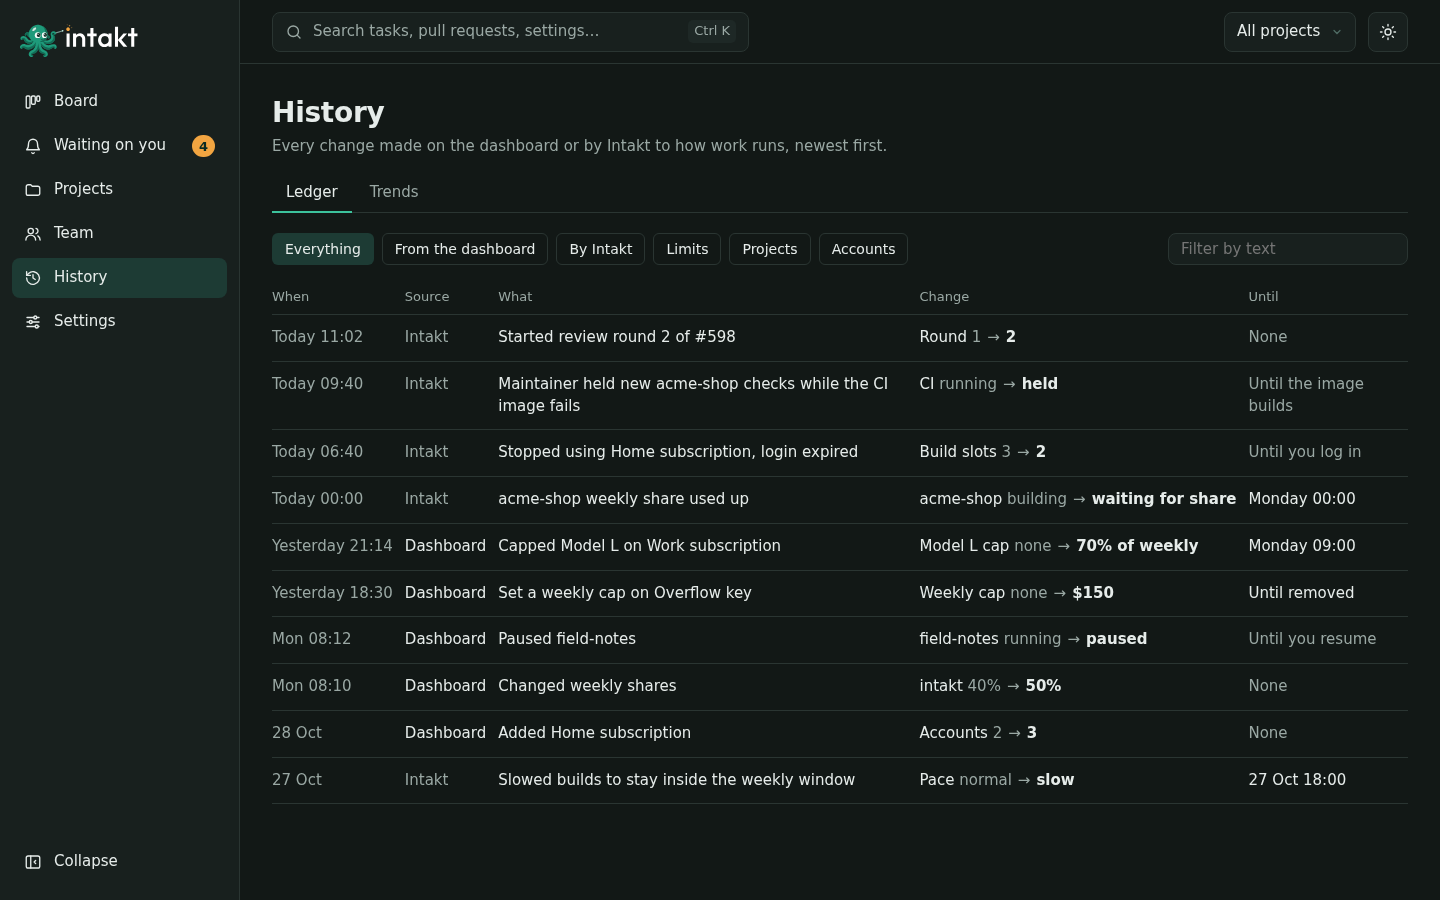 intakt
Search tasks, pull requests, settings… Ctrl K
All projects
Board
Waiting on you 4
Projects
Team
History
Settings
Collapse
History
Every change made on the dashboard or by Intakt to how work runs, newest first.
Ledger Trends
Everything From the dashboard By Intakt Limits Projects Accounts Filter by text
When Source What Change Until
Today 11:02 Intakt Started review round 2 of #598 Round 1 → 2 None
Today 09:40 Intakt Maintainer held new acme-shop checks while the CI CI running → held Until the image
image fails builds
Today 06:40 Intakt Stopped using Home subscription, login expired Build slots 3 → 2 Until you log in
Today 00:00 Intakt acme-shop weekly share used up acme-shop building → waiting for share Monday 00:00
Yesterday 21:14 Dashboard Capped Model L on Work subscription Model L cap none → 70% of weekly Monday 09:00
Yesterday 18:30 Dashboard Set a weekly cap on Overflow key Weekly cap none → $150 Until removed
Mon 08:12 Dashboard Paused field-notes field-notes running → paused Until you resume
Mon 08:10 Dashboard Changed weekly shares intakt 40% → 50% None
28 Oct Dashboard Added Home subscription Accounts 2 → 3 None
27 Oct Intakt Slowed builds to stay inside the weekly window Pace normal → slow 27 Oct 18:00